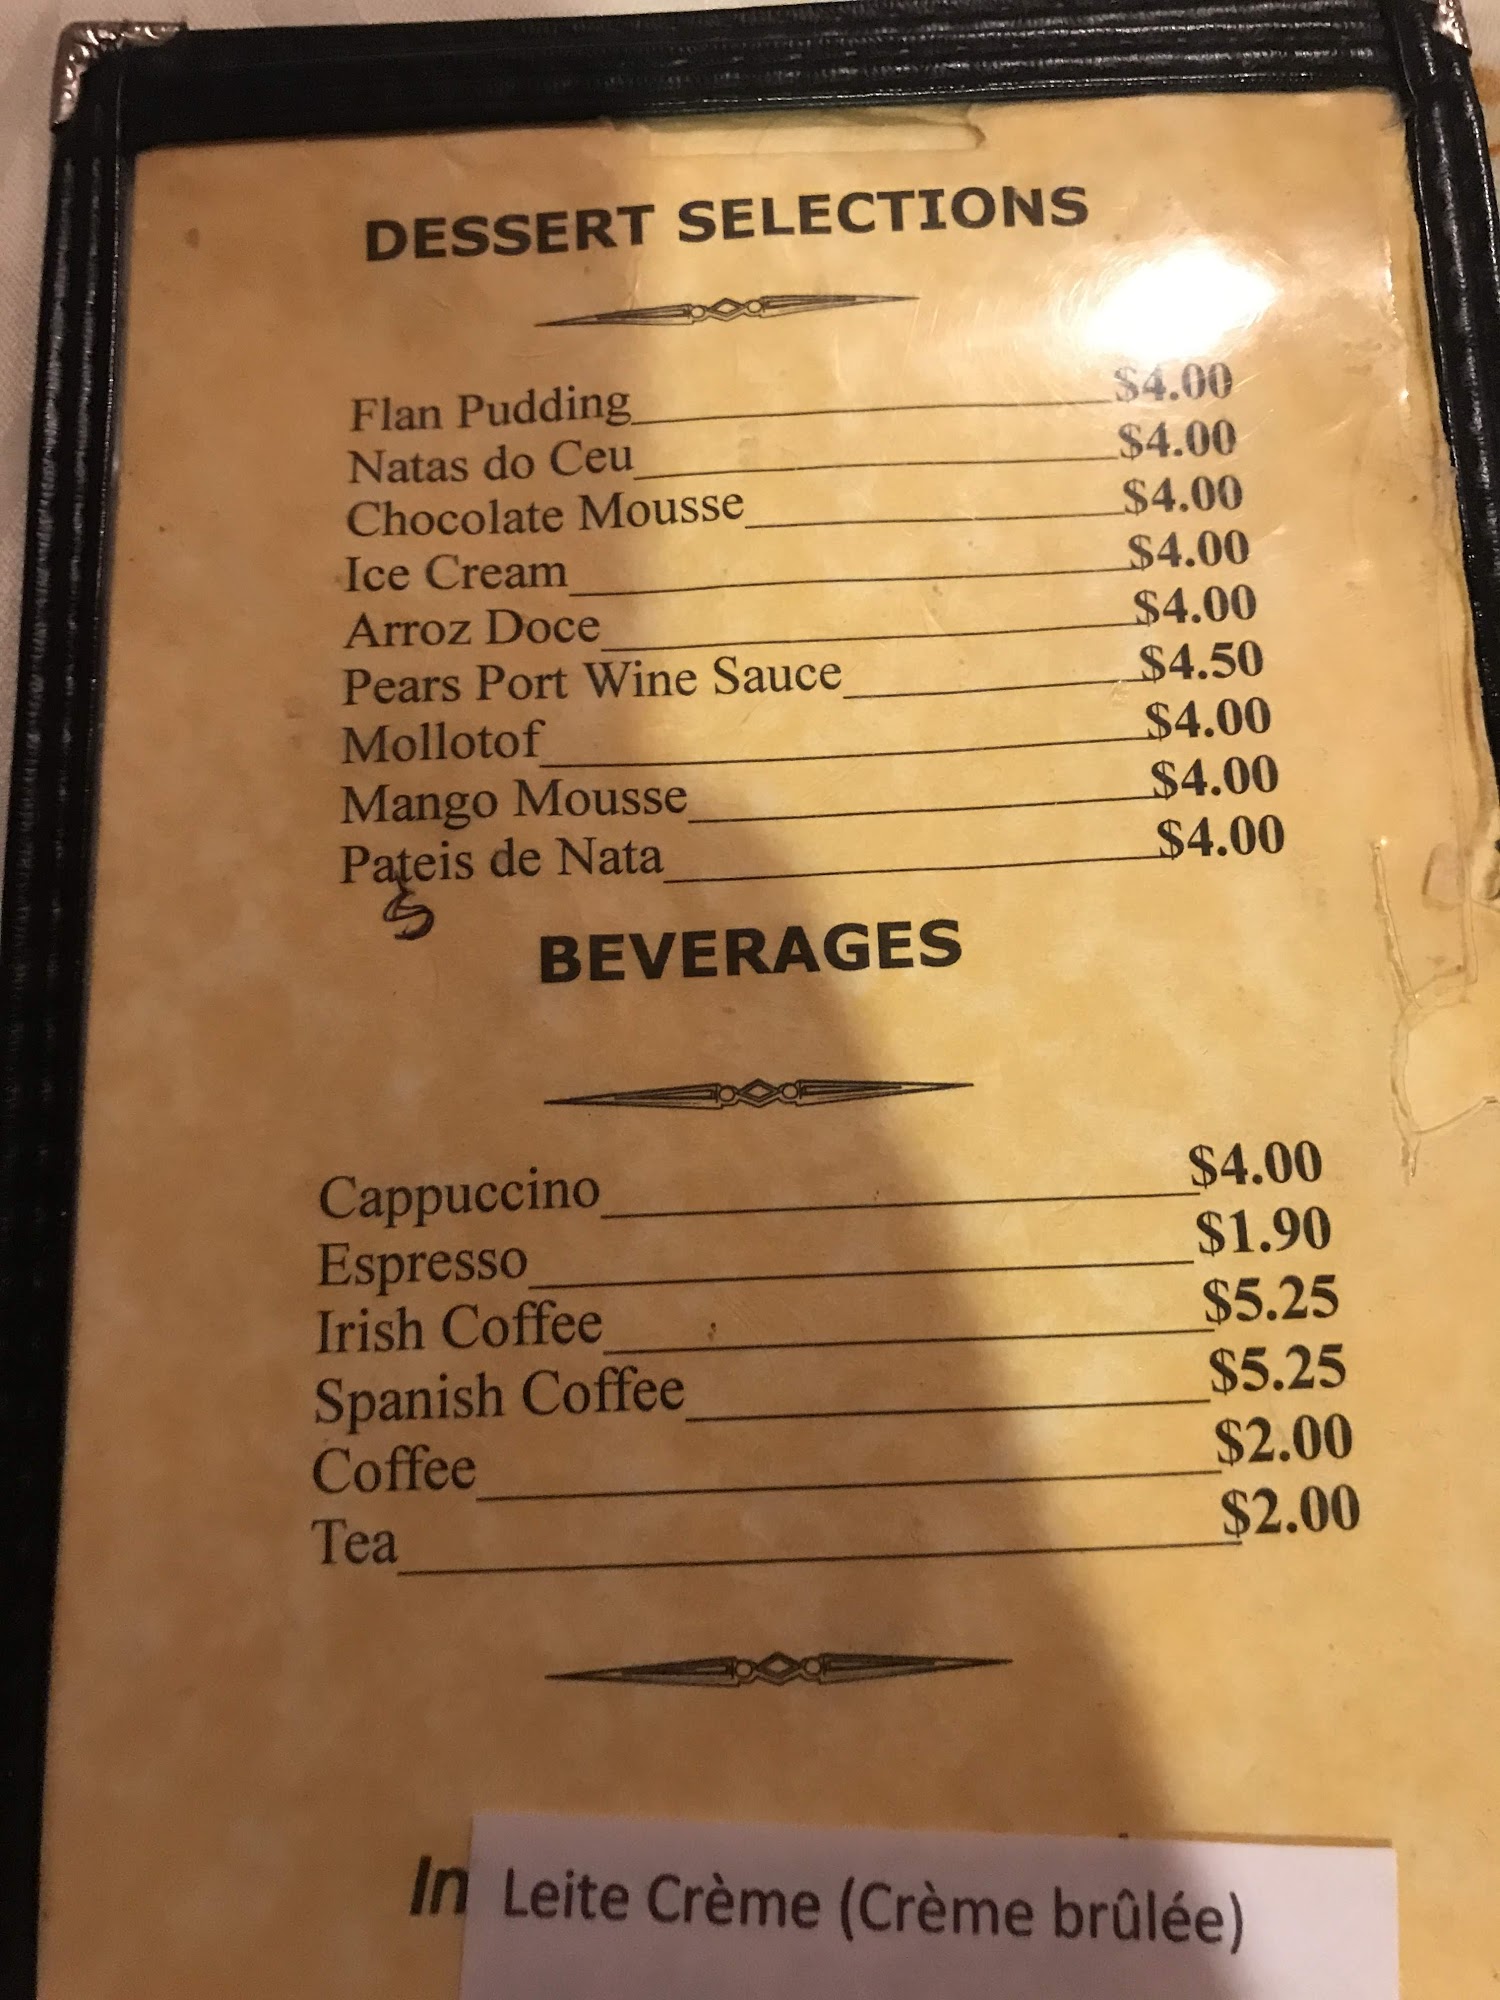 DESSERT SELECTIONS
Flan Pudding $4.00
Natas do Ceu $4.00
Chocolate Mousse $4.00
Ice Cream $4.00
Arroz Doce $4.00
Pears Port Wine Sauce $4.50
Mollotof $4.00
Mango Mousse $4.00
Pateis de Nata $4.00
S
BEVERAGES
Cappuccino $4.00
Espresso $1.90
Irish Coffee $5.25
Spanish Coffee $5.25
Coffee $2.00
Tea $2.00
In
Leite Crème (Crème brûlée)